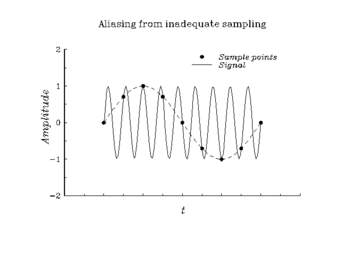 Aliasing from inadequate sampling
Sample points
Signal
2
1
0
−1
−2
Amplitude
t